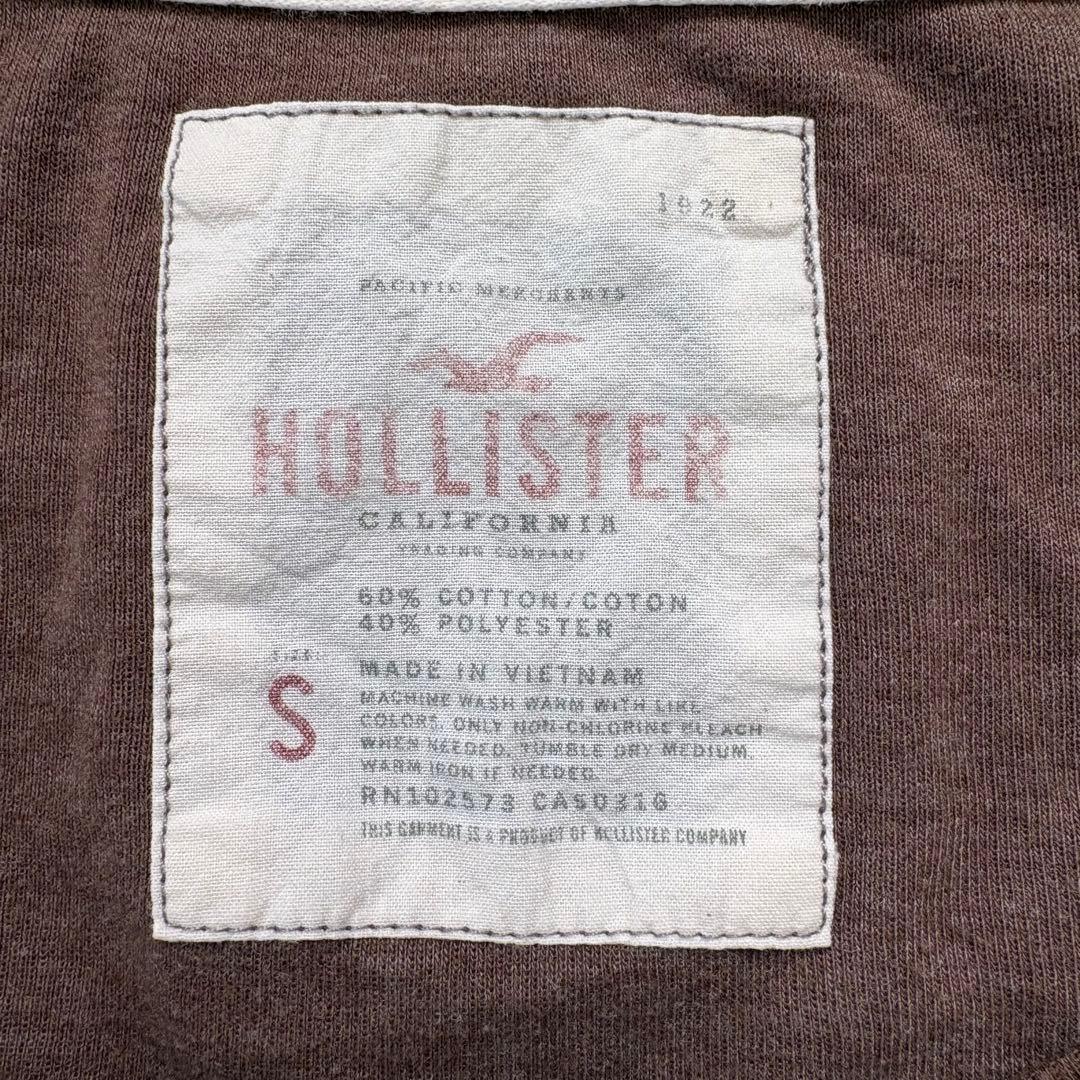 1922
PACIFIC MERCHANTS
HOLLISTER
CALIFORNIA
TRADING COMPANY
60% COTTON/COTON
40% POLYESTER
SIZE:
S
MADE IN VIETNAM
MACHINE WASH WARM WITH LIKE
COLORS. ONLY NON-CHLORINE BLEACH
WHEN NEEDED. TUMBLE DRY MEDIUM.
WARM IRON IF NEEDED.
RN102573 CA50316
THIS GARMENT IS A PRODUCT OF HOLLISTER COMPANY